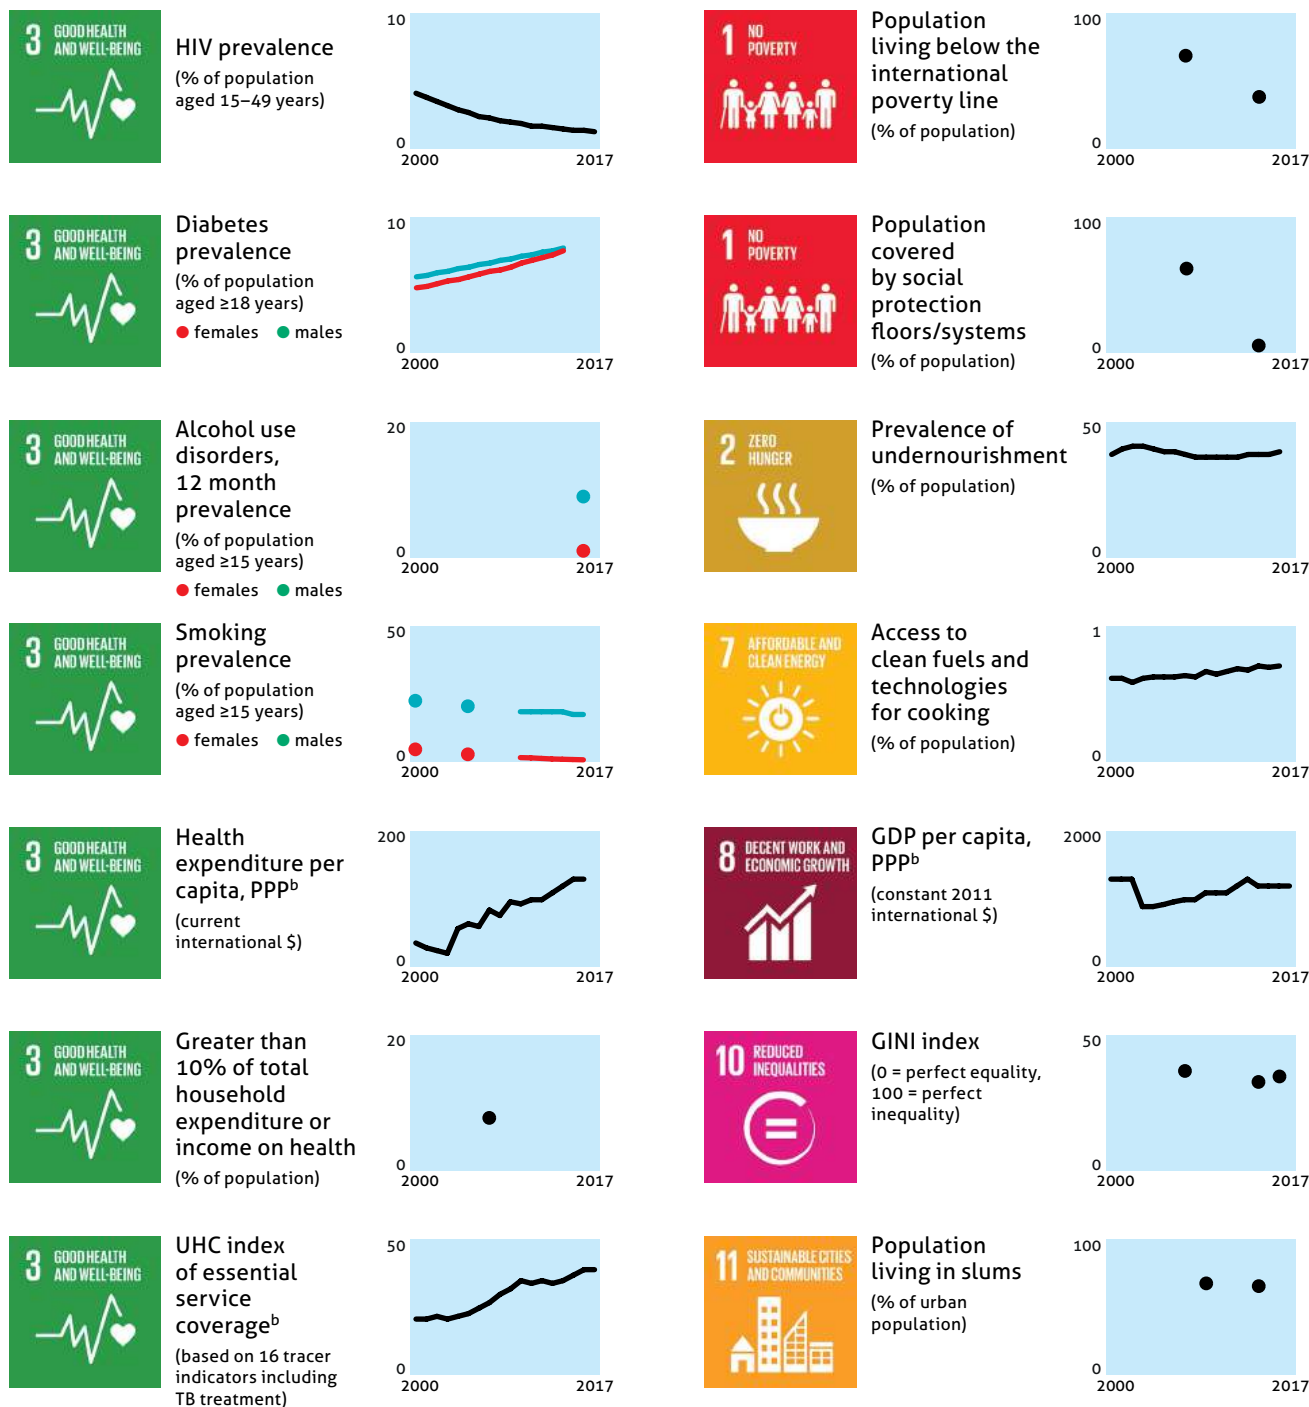 3 GOOD HEALTH
AND WELL-BEING
HIV prevalence
(% of population
aged 15–49 years)
10
0
2000 2017
3 GOOD HEALTH
AND WELL-BEING
Diabetes
prevalence
(% of population
aged ≥18 years)
females males
10
0
2000 2017
3 GOOD HEALTH
AND WELL-BEING
Alcohol use
disorders,
12 month
prevalence
(% of population
aged ≥15 years)
females males
20
0
2000 2017
3 GOOD HEALTH
AND WELL-BEING
Smoking
prevalence
(% of population
aged ≥15 years)
females males
50
0
2000 2017
3 GOOD HEALTH
AND WELL-BEING
Health
expenditure per
capita, PPPᵇ
(current
international $)
200
0
2000 2017
3 GOOD HEALTH
AND WELL-BEING
Greater than
10% of total
household
expenditure or
income on health
(% of population)
20
0
2000 2017
3 GOOD HEALTH
AND WELL-BEING
UHC index
of essential
service
coverageᵇ
(based on 16 tracer
indicators including
TB treatment)
50
0
2000 2017
1 NO
POVERTY
Population
living below the
international
poverty line
(% of population)
100
0
2000 2017
1 NO
POVERTY
Population
covered
by social
protection
floors/systems
(% of population)
100
0
2000 2017
2 ZERO
HUNGER
Prevalence of
undernourishment
(% of population)
50
0
2000 2017
7 AFFORDABLE AND
CLEAN ENERGY
Access to
clean fuels and
technologies
for cooking
(% of population)
1
0
2000 2017
8 DECENT WORK AND
ECONOMIC GROWTH
GDP per capita,
PPPᵇ
(constant 2011
international $)
2000
0
2000 2017
10 REDUCED
INEQUALITIES
GINI index
(0 = perfect equality,
100 = perfect
inequality)
50
0
2000 2017
11 SUSTAINABLE CITIES
AND COMMUNITIES
Population
living in slums
(% of urban
population)
100
0
2000 2017